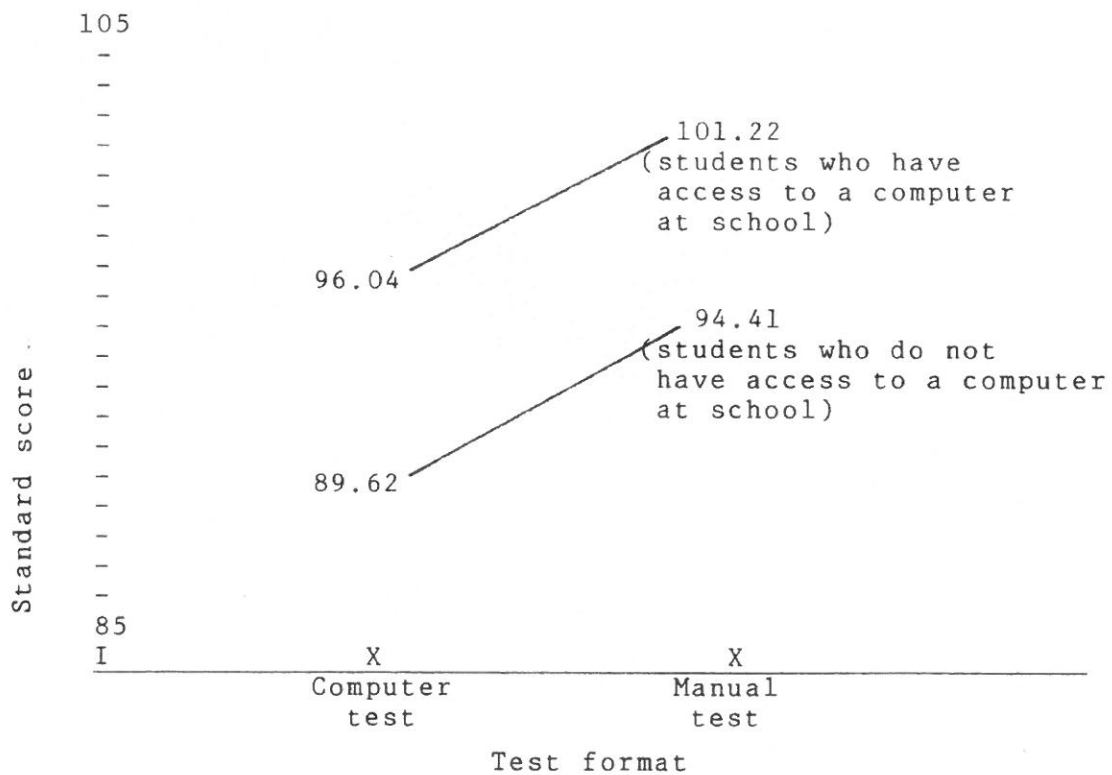 105
101.22
(students who have
access to a computer
at school)
96.04
94.41
(students who do not
have access to a computer
at school)
89.62
Standard score
85
I X X
Computer Manual
test test
Test format